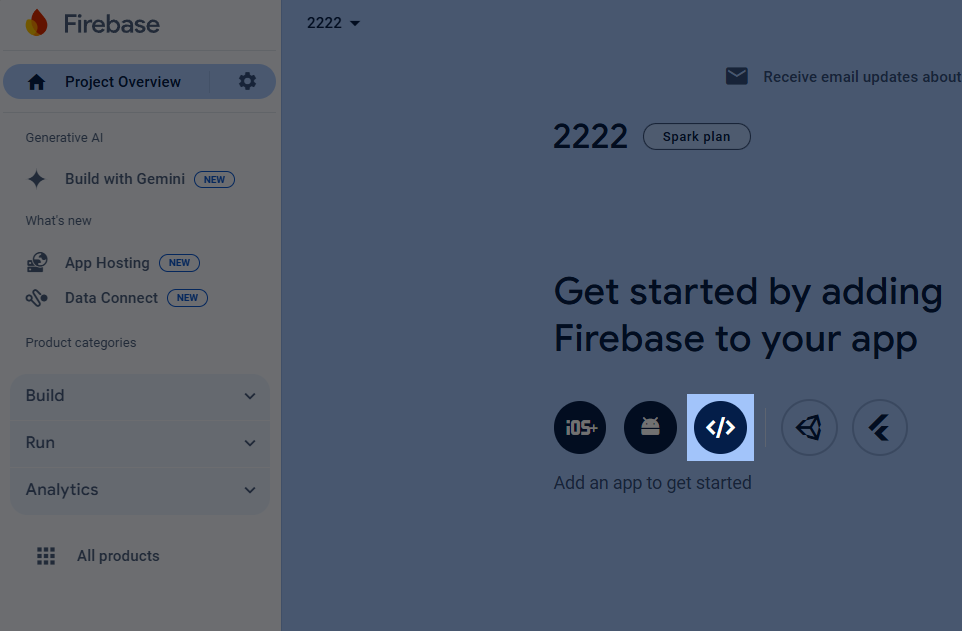 Firebase
2222
Project Overview
Receive email updates about
Generative AI
2222 Spark plan
Build with Gemini NEW
What's new
App Hosting NEW
Data Connect NEW
Get started by adding
Firebase to your app
Product categories
Build
Run
Analytics
iOS+
</>
Add an app to get started
All products